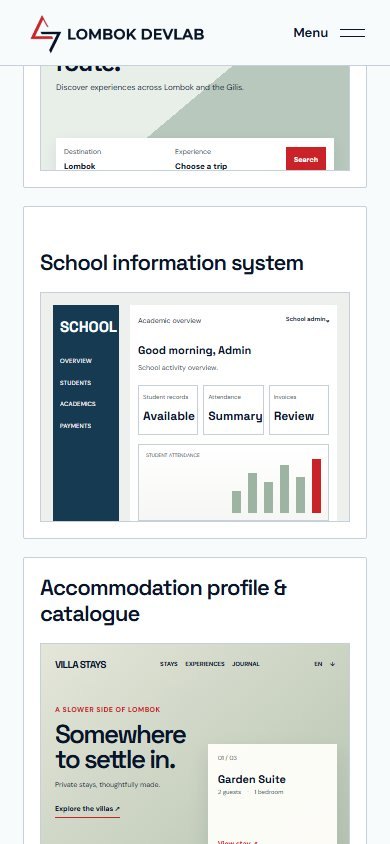 LOMBOK DEVLAB
Menu
route.
Discover experiences across Lombok and the Gilis.
Destination
Experience
Lombok
Choose a trip
Search
School information system
SCHOOL
OVERVIEW
STUDENTS
ACADEMICS
PAYMENTS
Academic overview
School admin
Good morning, Admin
School activity overview.
Student records
Available
Attendance
Summary
Invoices
Review
STUDENT ATTENDANCE
Accommodation profile &
catalogue
VILLA STAYS
STAYS EXPERIENCES JOURNAL
EN ↓
A SLOWER SIDE OF LOMBOK
Somewhere
to settle in.
Private stays, thoughtfully made.
Explore the villas ↗
01 / 03
Garden Suite
2 guests · 1 bedroom
View stay ↗